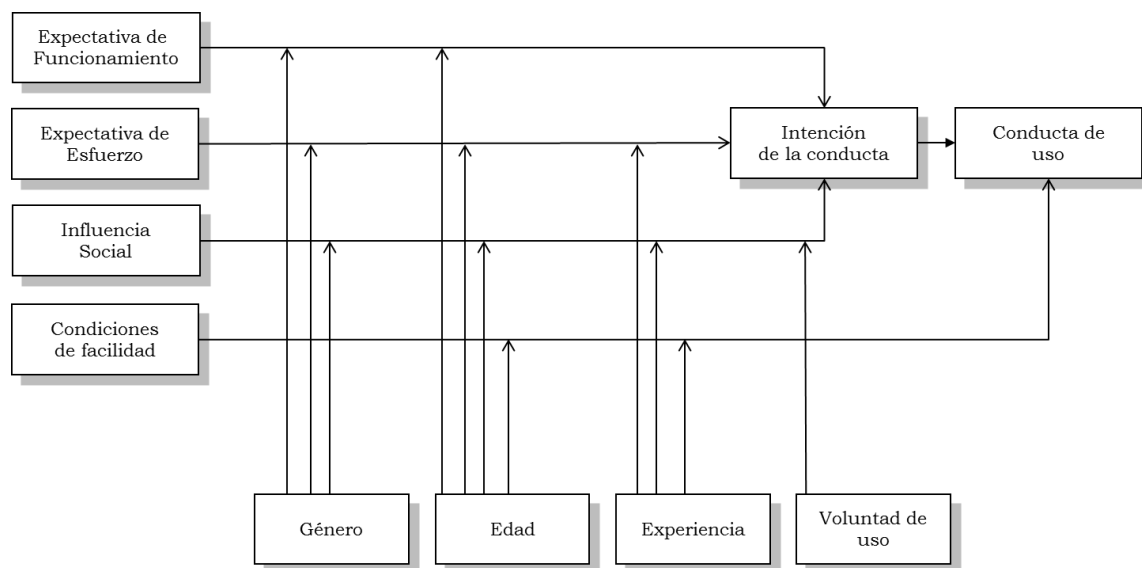 Expectativa de
Funcionamiento
Expectativa de
Esfuerzo
Intención
de la conducta
Conducta de
uso
Influencia
Social
Condiciones
de facilidad
Género
Edad
Experiencia
Voluntad de
uso